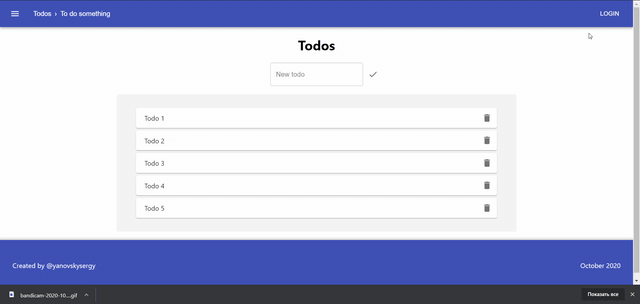 Todos › To do something
LOGIN
Todos
New todo
Todo 1
Todo 2
Todo 3
Todo 4
Todo 5
Created by @yanovskysergy
October 2020
bandicam-2020-10....gif
Показать все